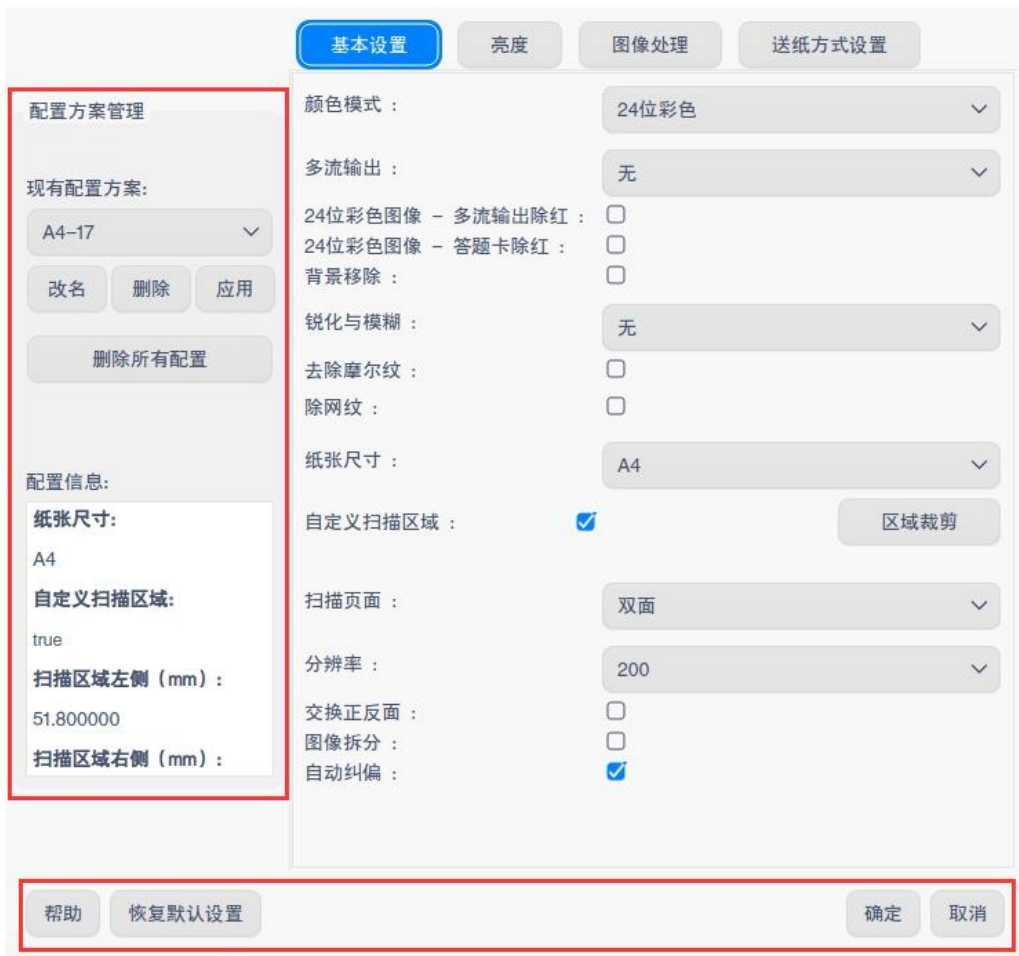 基本设置 亮度 图像处理 送纸方式设置
配置方案管理
现有配置方案:
A4-17
改名 删除 应用
删除所有配置
配置信息:
纸张尺寸:
A4
自定义扫描区域:
true
扫描区域左侧（mm）:
51.800000
扫描区域右侧（mm）:
颜色模式 : 24位彩色
多流输出 : 无
24位彩色图像 - 多流输出除红 :
24位彩色图像 - 答题卡除红 :
背景移除 :
锐化与模糊 : 无
去除摩尔纹 :
除网纹 :
纸张尺寸 : A4
自定义扫描区域 : 区域裁剪
扫描页面 : 双面
分辨率 : 200
交换正反面 :
图像拆分 :
自动纠偏 :
帮助 恢复默认设置 确定 取消